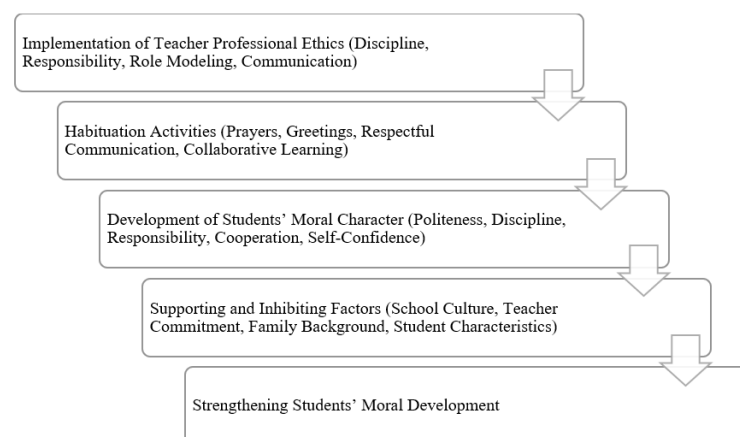 Implementation of Teacher Professional Ethics (Discipline,
Responsibility, Role Modeling, Communication)
Habituation Activities (Prayers, Greetings, Respectful
Communication, Collaborative Learning)
Development of Students’ Moral Character (Politeness, Discipline,
Responsibility, Cooperation, Self-Confidence)
Supporting and Inhibiting Factors (School Culture, Teacher
Commitment, Family Background, Student Characteristics)
Strengthening Students’ Moral Development